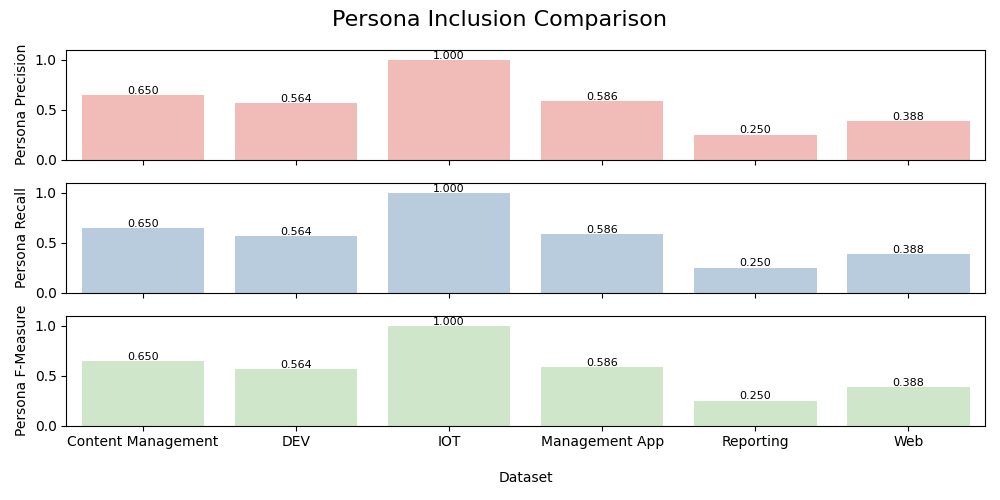 Persona Inclusion Comparison
Persona Precision
1.0
0.5
0.0
0.650
0.564
1.000
0.586
0.250
0.388
Persona Recall
1.0
0.5
0.0
0.650
0.564
1.000
0.586
0.250
0.388
Persona F-Measure
1.0
0.5
0.0
0.650
0.564
1.000
0.586
0.250
0.388
Content Management
DEV
IOT
Management App
Reporting
Web
Dataset